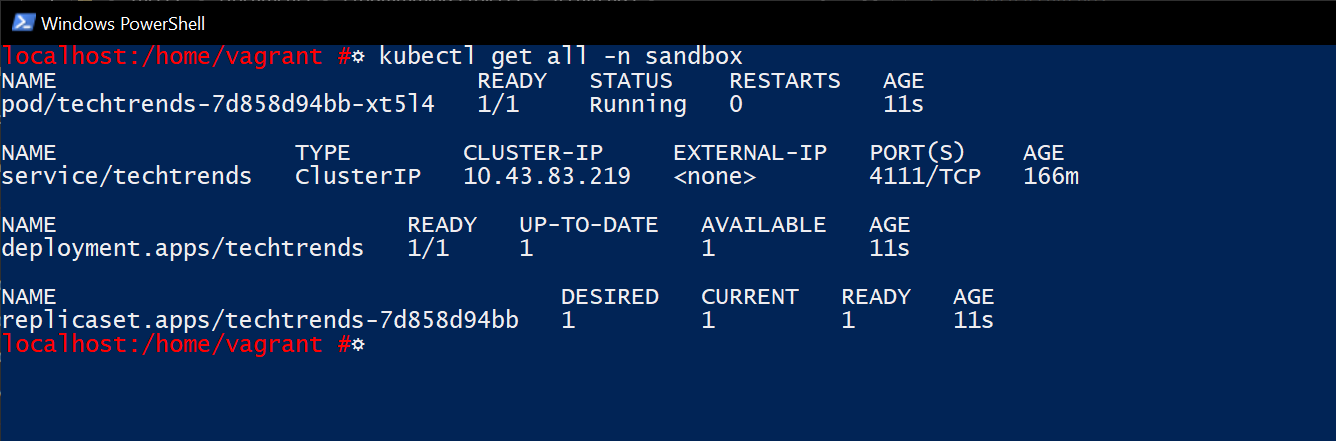 Windows PowerShell
localhost:/home/vagrant #⚙ kubectl get all -n sandbox
NAME READY STATUS RESTARTS AGE
pod/techtrends-7d858d94bb-xt5l4 1/1 Running 0 11s
NAME TYPE CLUSTER-IP EXTERNAL-IP PORT(S) AGE
service/techtrends ClusterIP 10.43.83.219 <none> 4111/TCP 166m
NAME READY UP-TO-DATE AVAILABLE AGE
deployment.apps/techtrends 1/1 1 1 11s
NAME DESIRED CURRENT READY AGE
replicaset.apps/techtrends-7d858d94bb 1 1 1 11s
localhost:/home/vagrant #⚙